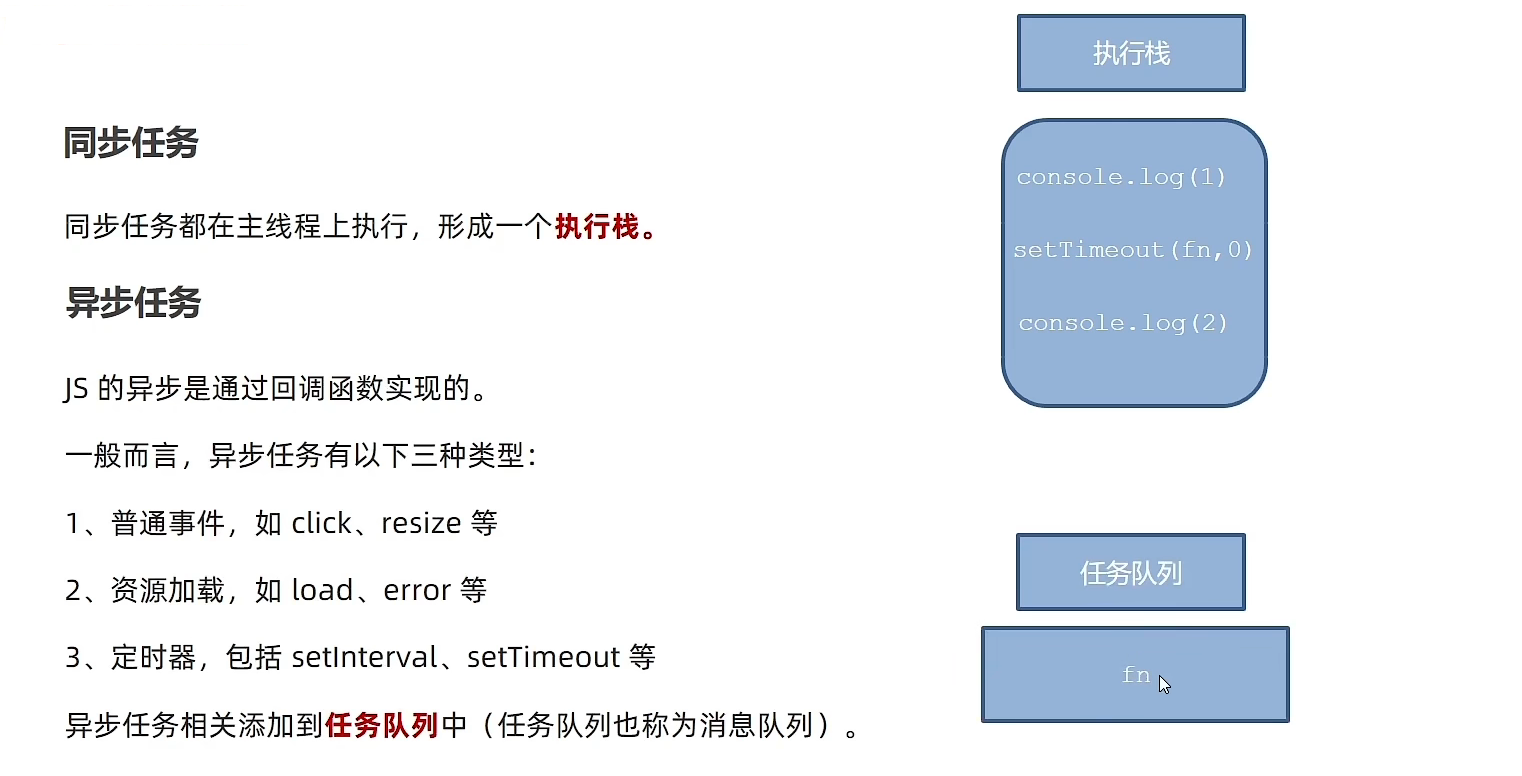 同步任务
同步任务都在主线程上执行，形成一个执行栈。
异步任务
JS 的异步是通过回调函数实现的。
一般而言，异步任务有以下三种类型：
1、普通事件，如 click、resize 等
2、资源加载，如 load、error 等
3、定时器，包括 setInterval、setTimeout 等
异步任务相关添加到任务队列中（任务队列也称为消息队列）。
执行栈
console.log(1)
setTimeout(fn,0)
console.log(2)
任务队列
fn